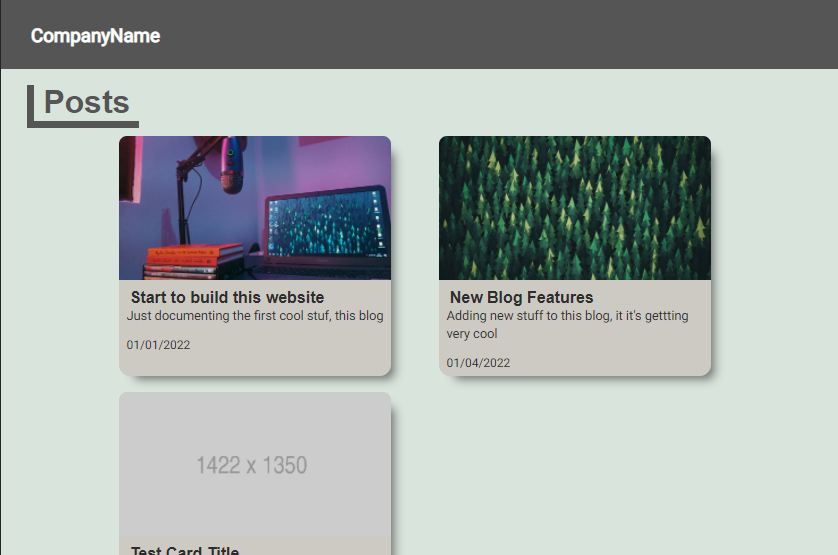 CompanyName
Posts
Start to build this website
Just documenting the first cool stuf, this blog
01/01/2022
New Blog Features
Adding new stuff to this blog, it it's gettting
very cool
01/04/2022
1422 x 1350
Test Card Title